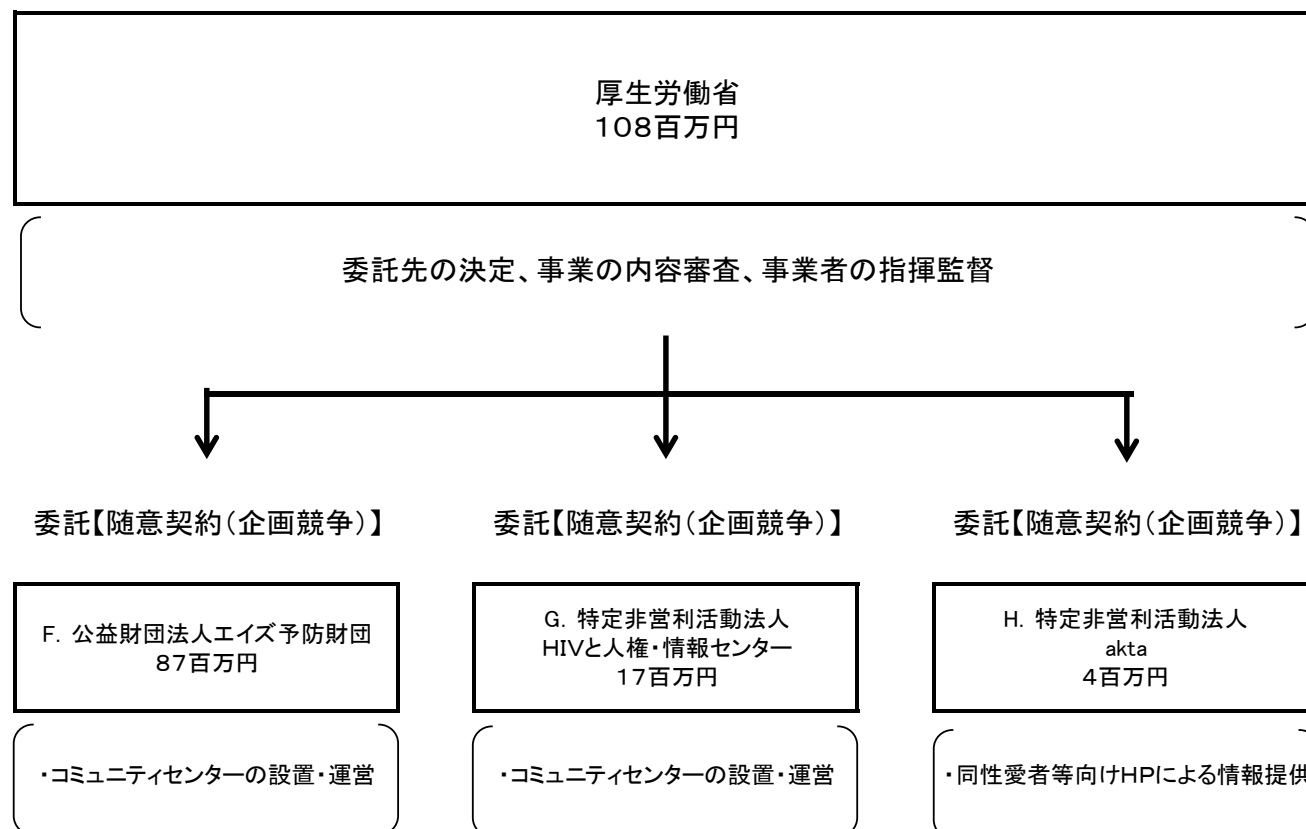 厚生労働省
108百万円
委託先の決定、事業の内容審査、事業者の指揮監督
委託【随意契約(企画競争)】
委託【随意契約(企画競争)】
委託【随意契約(企画競争)】
F. 公益財団法人エイズ予防財団
87百万円
G. 特定非営利活動法人
HIVと人権・情報センター
17百万円
H. 特定非営利活動法人
akta
4百万円
・コミュニティセンターの設置・運営
・コミュニティセンターの設置・運営
・同性愛者等向けHPによる情報提供